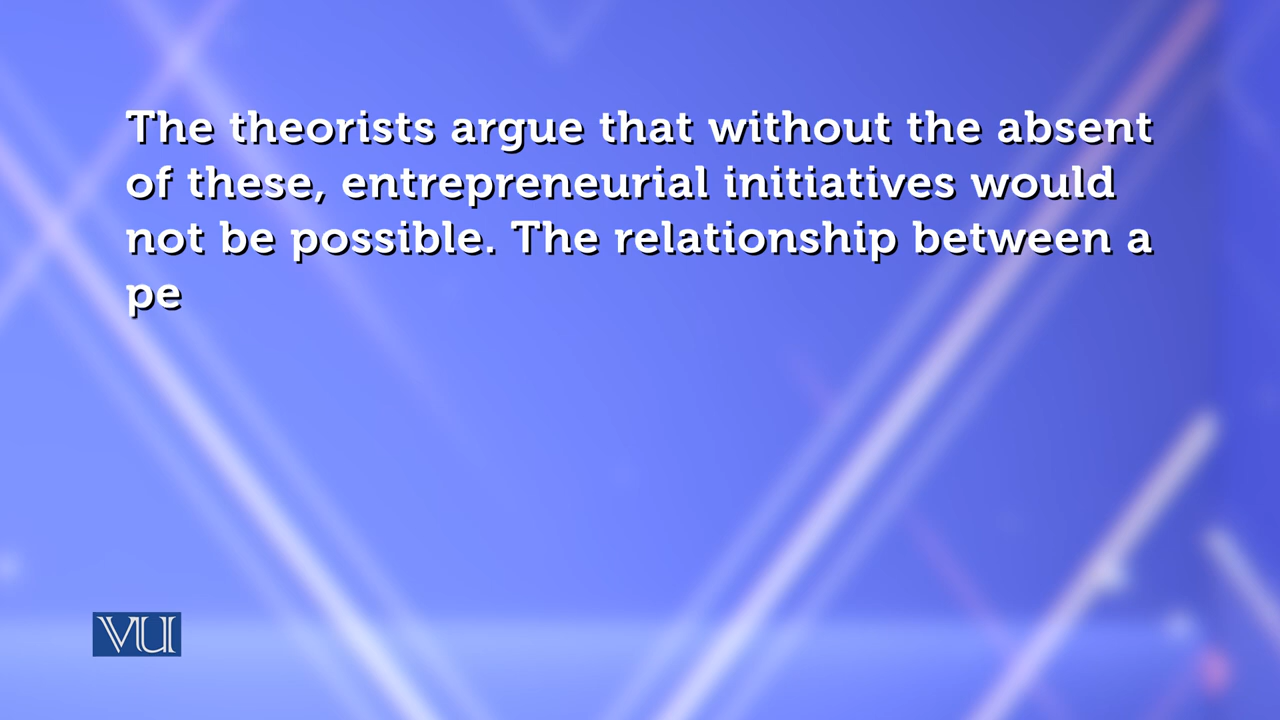 The theorists argue that without the absent
of these, entrepreneurial initiatives would
not be possible. The relationship between a
pe
VU